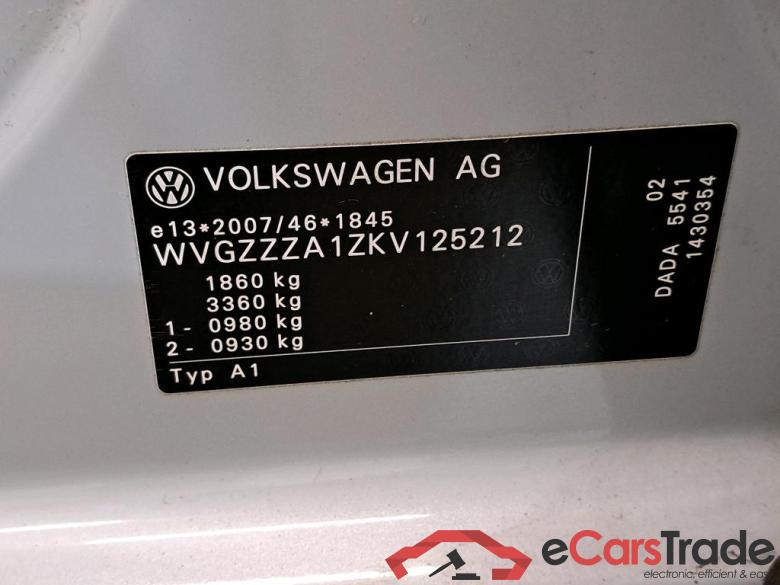 VOLKSWAGEN AG
e13*2007/46*1845
WVGZZZA1ZKV125212
1860 kg
3360 kg
1- 0980 kg
2- 0930 kg
Typ A1
02
DADA 5541
1430354
eCarsTrade
electronic, efficient & easy